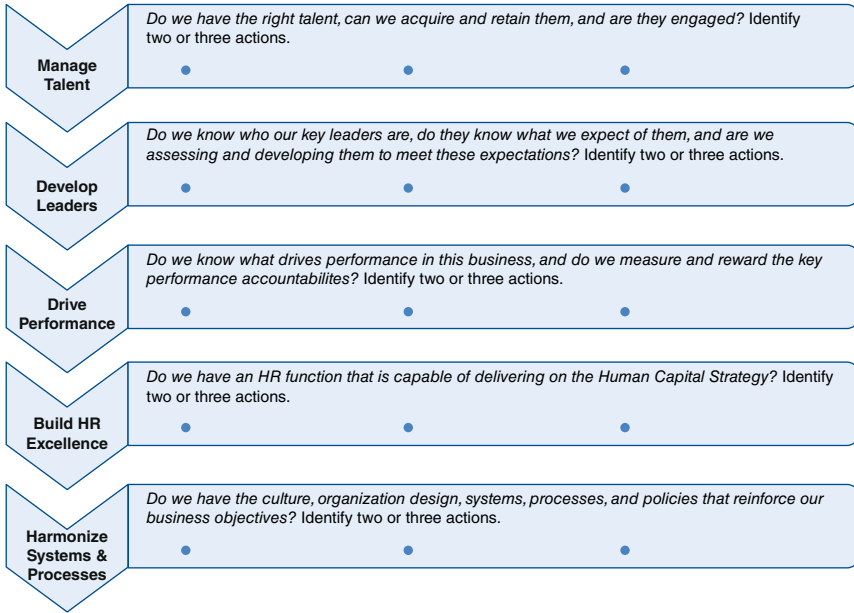 Do we have the right talent, can we acquire and retain them, and are they engaged? Identify
two or three actions.
Manage
Talent
Do we know who our key leaders are, do they know what we expect of them, and are we
assessing and developing them to meet these expectations? Identify two or three actions.
Develop
Leaders
Do we know what drives performance in this business, and do we measure and reward the key
performance accountabilites? Identify two or three actions.
Drive
Performance
Do we have an HR function that is capable of delivering on the Human Capital Strategy? Identify
two or three actions.
Build HR
Excellence
Do we have the culture, organization design, systems, processes, and policies that reinforce our
business objectives? Identify two or three actions.
Harmonize
Systems &
Processes